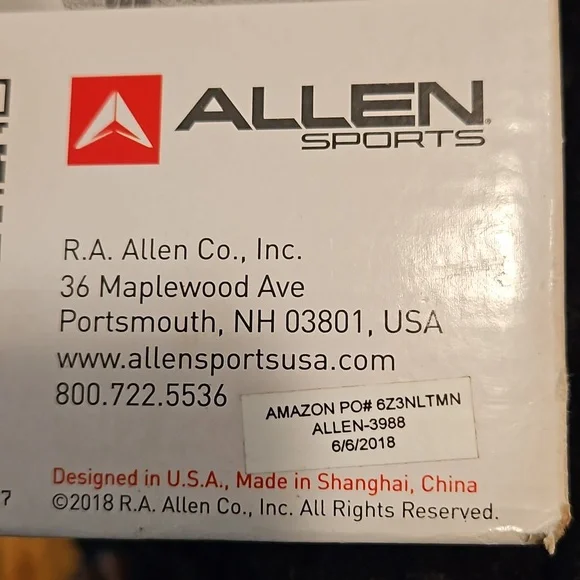 ALLEN
SPORTS
R.A. Allen Co., Inc.
36 Maplewood Ave
Portsmouth, NH 03801, USA
www.allensportsusa.com
800.722.5536
AMAZON PO# 6Z3NLTMN
ALLEN-3988
6/6/2018
Designed in U.S.A., Made in Shanghai, China
7
©2018 R.A. Allen Co., Inc. All Rights Reserved.